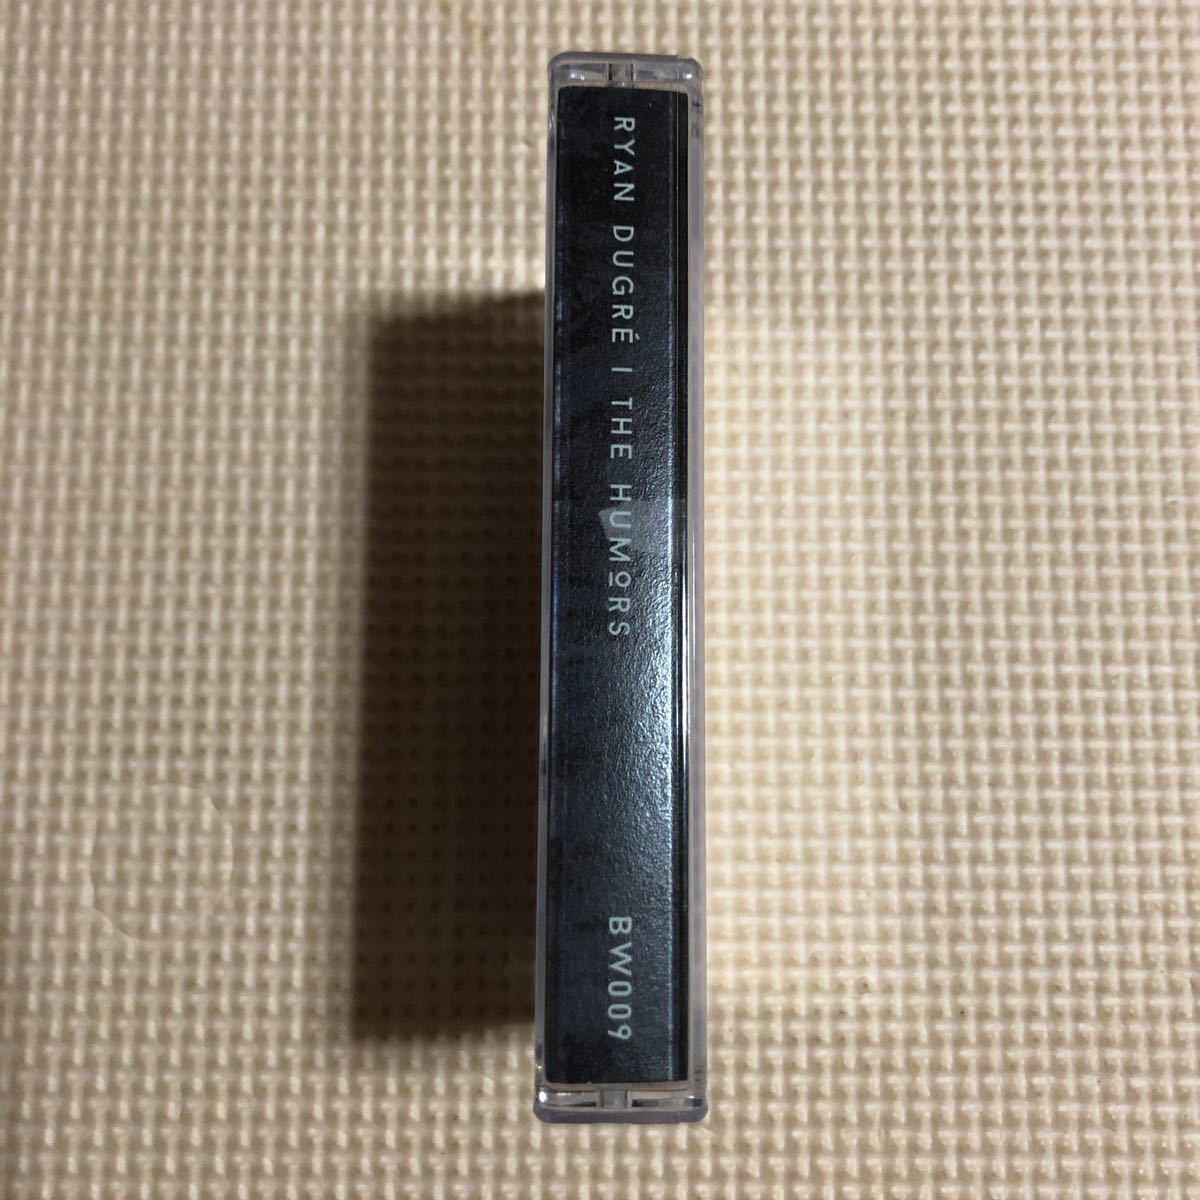 RYAN DUGRÉ | THE HUMORS
BW009